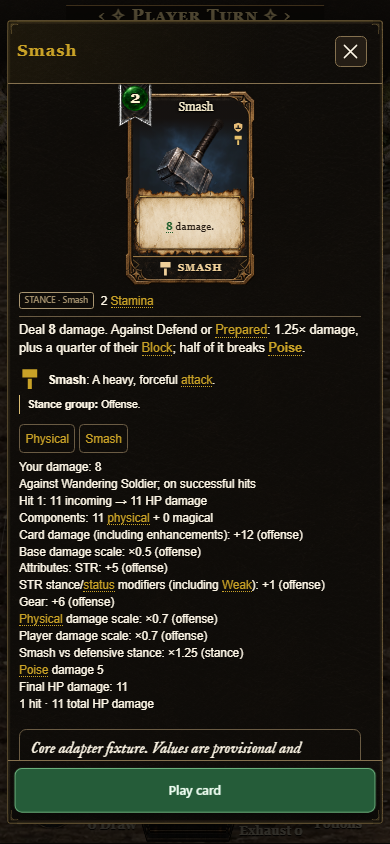 ‹ ✧ PLAYER TURN ✧ ›
Smash
2
Smash
8 damage.
SMASH
STANCE · Smash 2 Stamina
Deal 8 damage. Against Defend or Prepared: 1.25× damage,
plus a quarter of their Block; half of it breaks Poise.
Smash: A heavy, forceful attack.
Stance group: Offense.
Physical Smash
Your damage: 8
Against Wandering Soldier; on successful hits
Hit 1: 11 incoming → 11 HP damage
Components: 11 physical + 0 magical
Card damage (including enhancements): +12 (offense)
Base damage scale: ×0.5 (offense)
Attributes: STR: +5 (offense)
STR stance/status modifiers (including Weak): +1 (offense)
Gear: +6 (offense)
Physical damage scale: ×0.7 (offense)
Player damage scale: ×0.7 (offense)
Smash vs defensive stance: ×1.25 (stance)
Poise damage 5
Final HP damage: 11
1 hit · 11 total HP damage
Core adapter fixture. Values are provisional and
Play card
Draw Exhaust 0 Potions